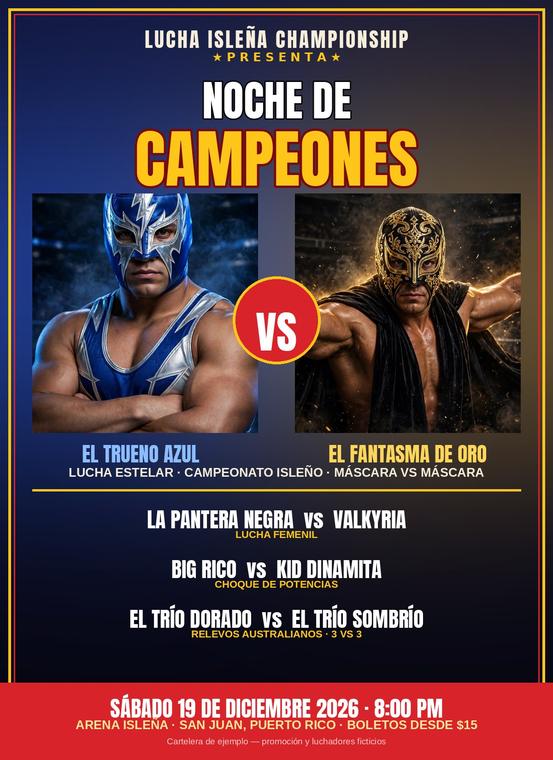 LUCHA ISLEÑA CHAMPIONSHIP
★PRESENTA★
NOCHE DE
CAMPEONES
VS
EL TRUENO AZUL
EL FANTASMA DE ORO
LUCHA ESTELAR · CAMPEONATO ISLEÑO · MÁSCARA VS MÁSCARA
LA PANTERA NEGRA vs VALKYRIA
LUCHA FEMENIL
BIG RICO vs KID DINAMITA
CHOQUE DE POTENCIAS
EL TRÍO DORADO vs EL TRÍO SOMBRÍO
RELEVOS AUSTRALIANOS · 3 VS 3
SÁBADO 19 DE DICIEMBRE 2026 · 8:00 PM
ARENA ISLEÑA · SAN JUAN, PUERTO RICO · BOLETOS DESDE $15
Cartelera de ejemplo — promoción y luchadores ficticios